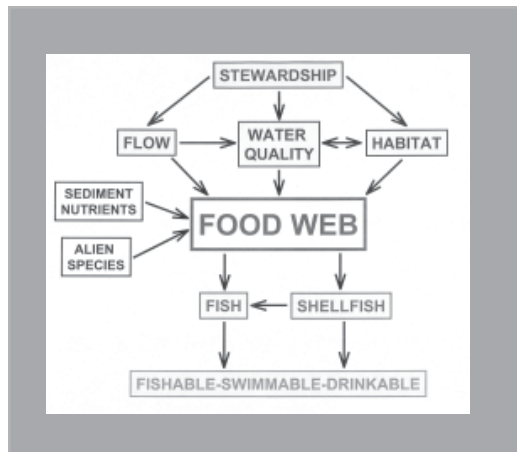 STEWARDSHIP
FLOW
WATER
QUALITY
HABITAT
SEDIMENT
NUTRIENTS
ALIEN
SPECIES
FOOD WEB
FISH
SHELLFISH
FISHABLE-SWIMMABLE-DRINKABLE